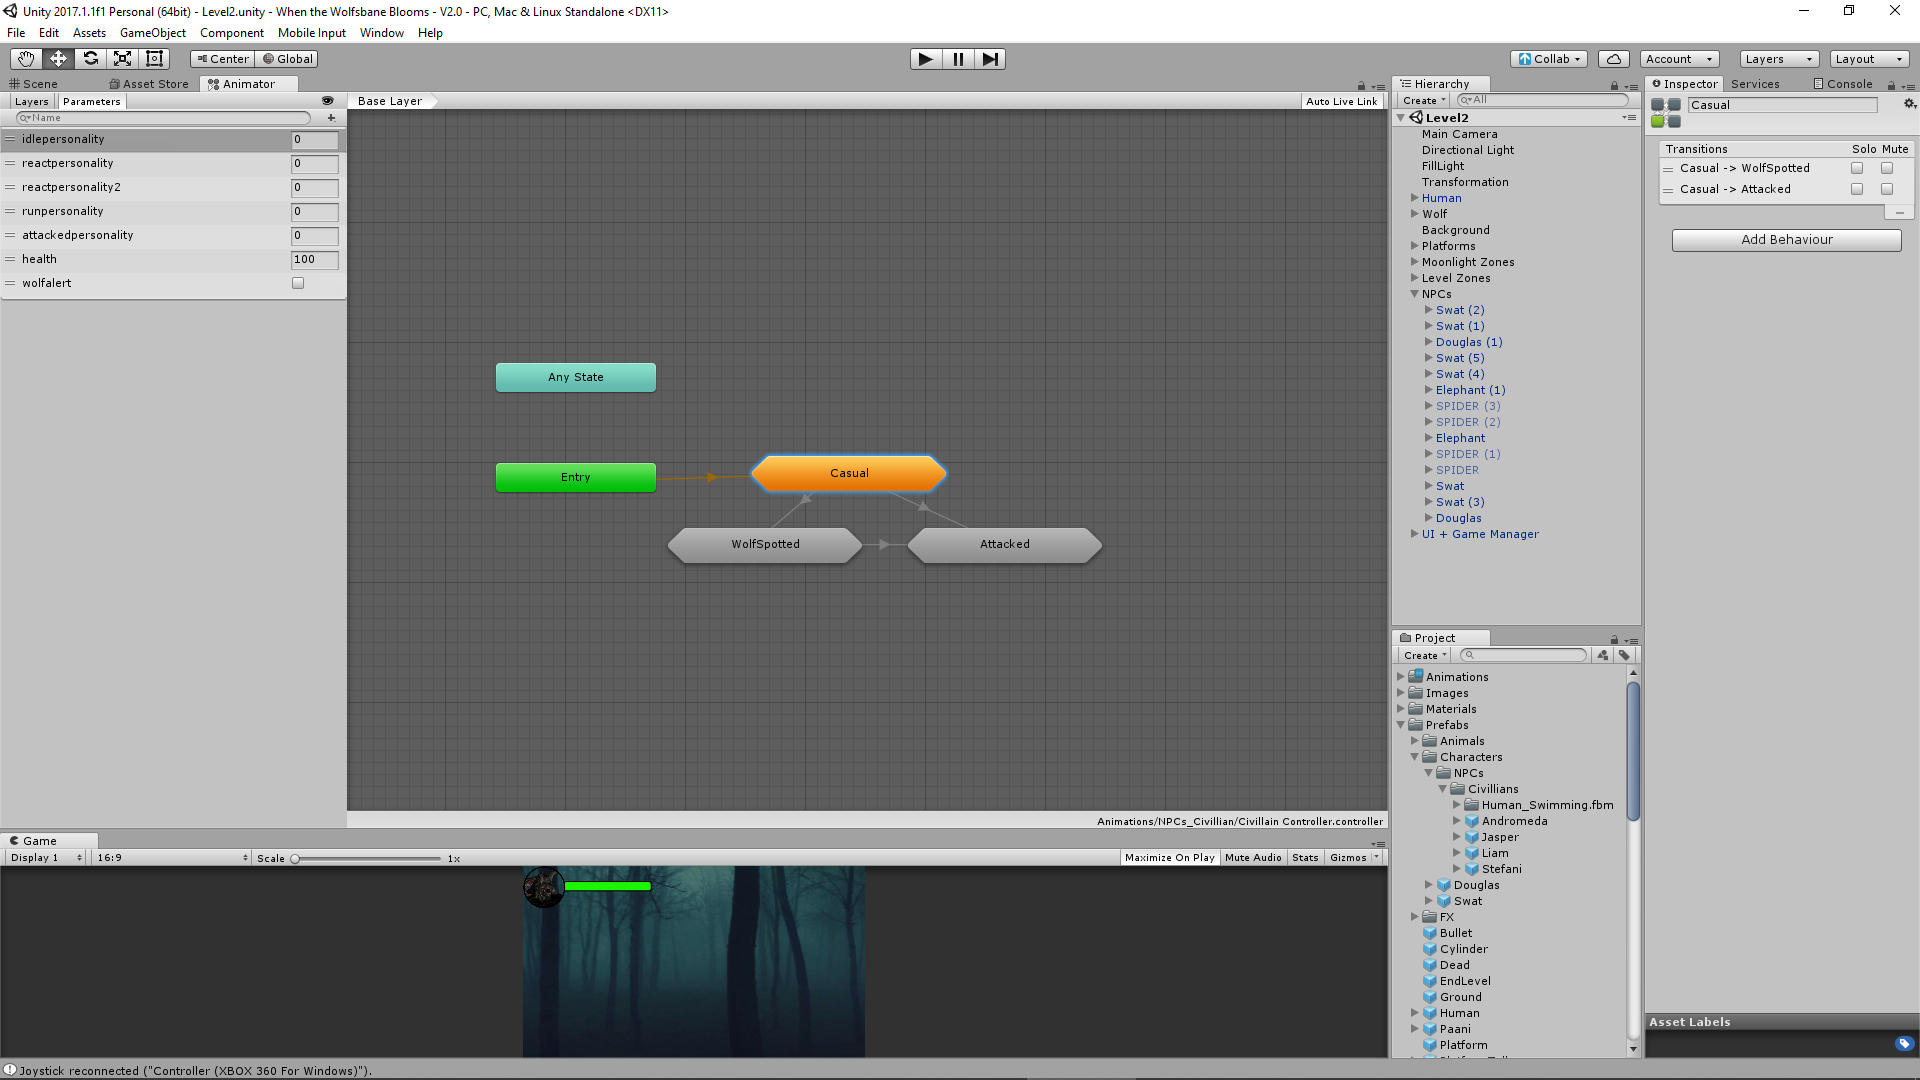 Unity 2017.1.1f1 Personal (64bit) - Level2.unity - When the Wolfsbane Blooms - V2.0 - PC, Mac & Linux Standalone <DX11>
File Edit Assets GameObject Component Mobile Input Window Help
Center Global Collab Account Layers Layout
Scene Asset Store Animator
Layers Parameters
Name
idlepersonality 0
reactpersonality 0
reactpersonality2 0
runpersonality 0
attackedpersonality 0
health 100
wolfalert
Base Layer Auto Live Link
Any State
Entry
Casual
WolfSpotted
Attacked
Animations/NPCs_Civillian/Civillain Controller.controller
Game
Display 1 16:9 Scale 1x Maximize On Play Mute Audio Stats Gizmos
Hierarchy
Create All
Level2
Main Camera
Directional Light
FillLight
Transformation
Human
Wolf
Background
Platforms
Moonlight Zones
Level Zones
NPCs
Swat (2)
Swat (1)
Douglas (1)
Swat (5)
Swat (4)
Elephant (1)
SPIDER (3)
SPIDER (2)
Elephant
SPIDER (1)
SPIDER
Swat
Swat (3)
Douglas
UI + Game Manager
Project
Create
Animations
Images
Materials
Prefabs
Animals
Characters
NPCs
Civillians
Human_Swimming.fbm
Andromeda
Jasper
Liam
Stefani
Douglas
Swat
FX
Bullet
Cylinder
Dead
EndLevel
Ground
Human
Paani
Platform
Inspector Services Console
Casual
Transitions Solo Mute
Casual -> WolfSpotted
Casual -> Attacked
Add Behaviour
Asset Labels
Joystick reconnected ("Controller (XBOX 360 For Windows)").